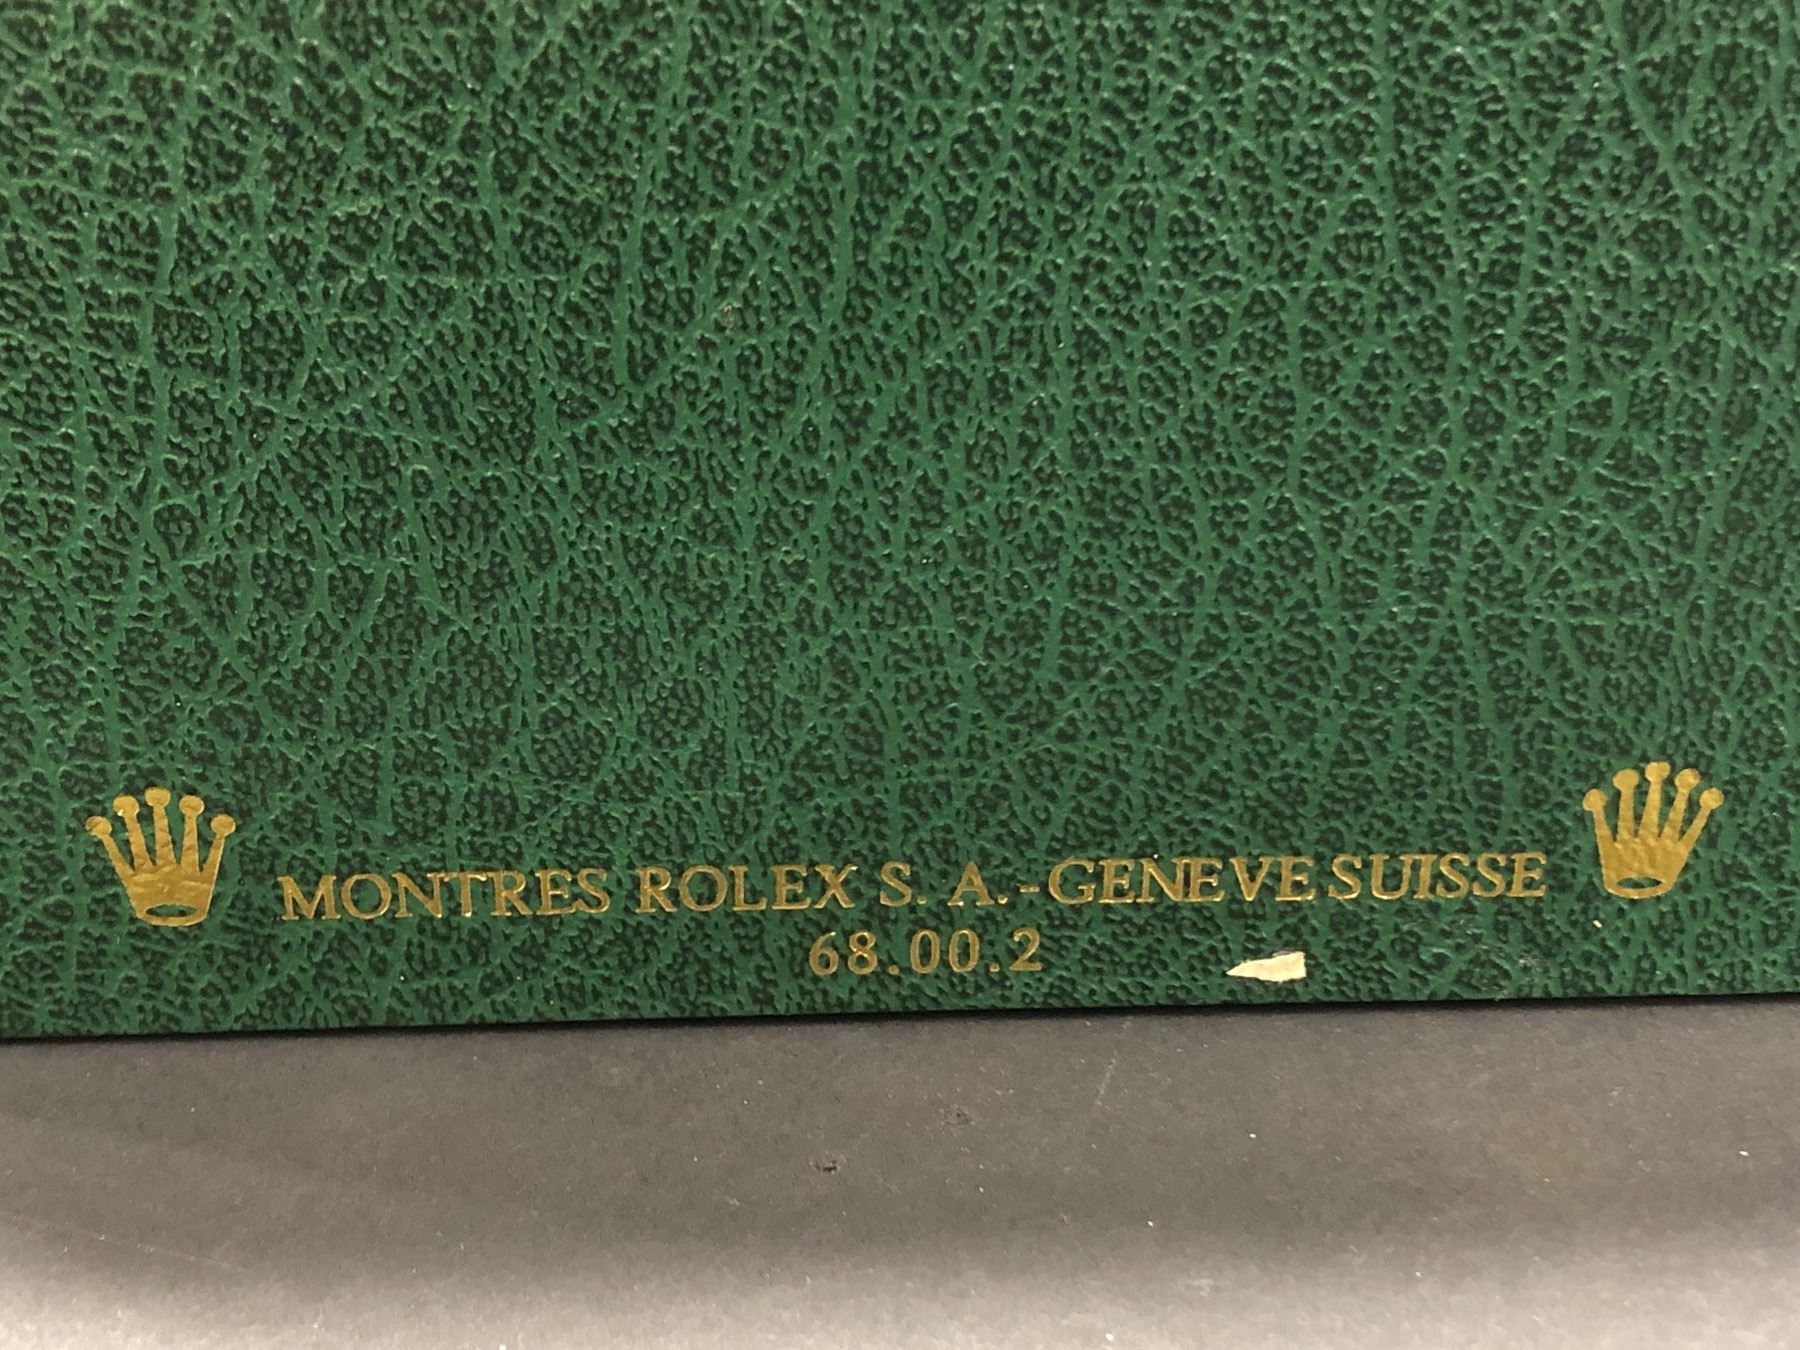 MONTRES ROLEX S. A.-GENEVE SUISSE
68.00.2